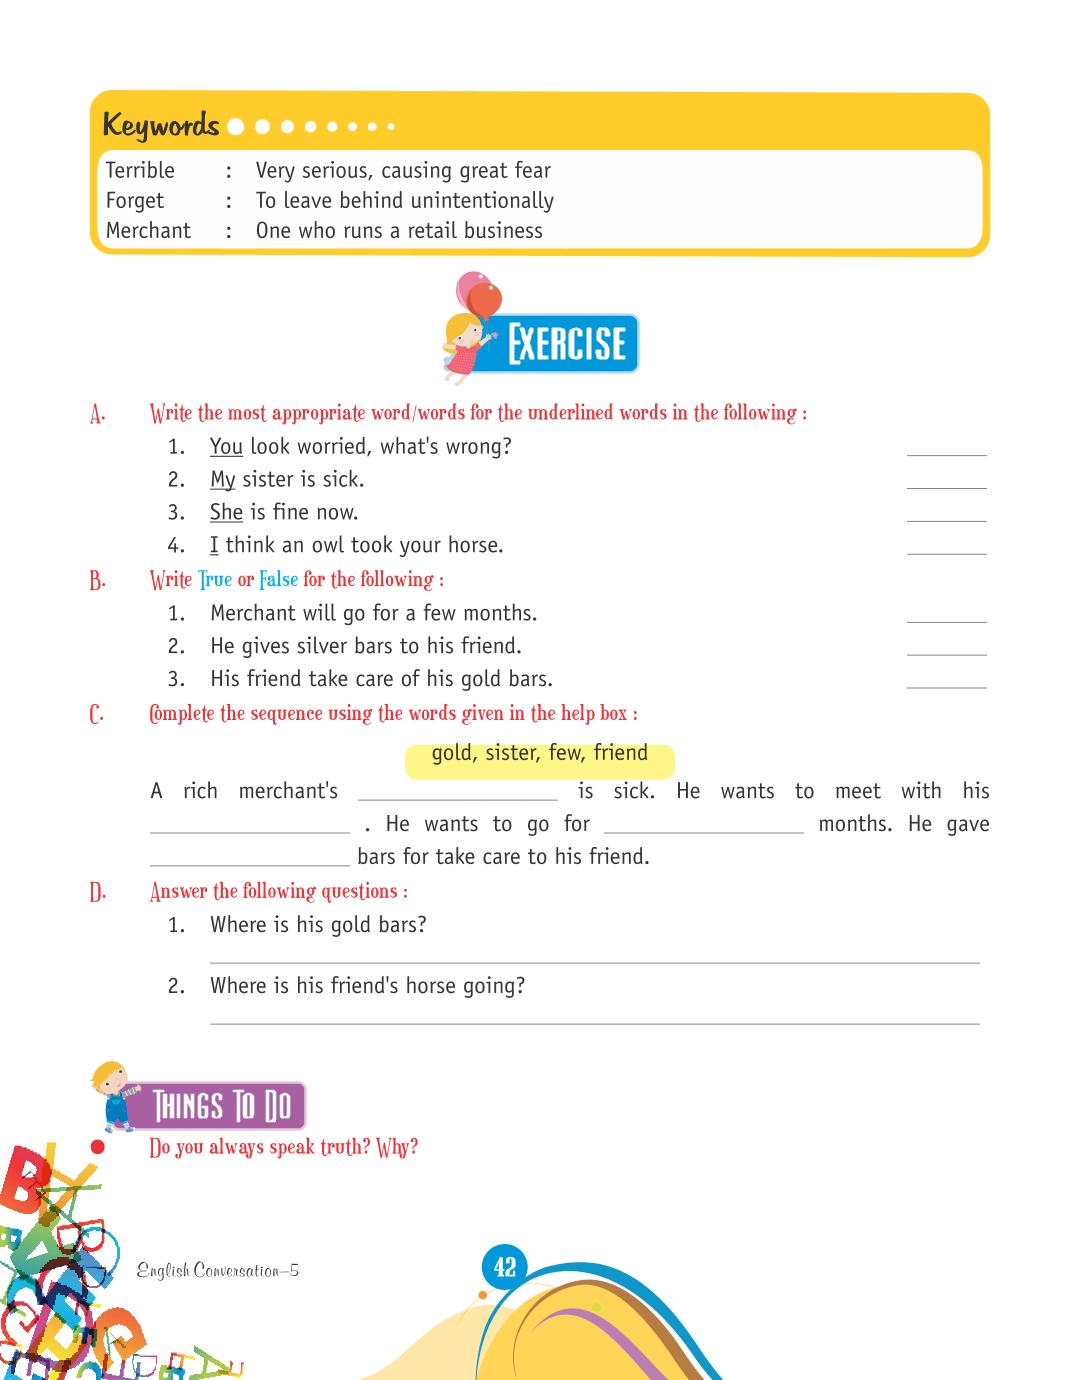 Keywords
Terrible : Very serious, causing great fear
Forget : To leave behind unintentionally
Merchant : One who runs a retail business
EXERCISE
A. Write the most appropriate word/words for the underlined words in the following :
1. You look worried, what's wrong? ________
2. My sister is sick. ________
3. She is fine now. ________
4. I think an owl took your horse. ________
B. Write True or False for the following :
1. Merchant will go for a few months. ________
2. He gives silver bars to his friend. ________
3. His friend take care of his gold bars. ________
C. Complete the sequence using the words given in the help box :
gold, sister, few, friend
A rich merchant's ________ is sick. He wants to meet with his
________ . He wants to go for ________ months. He gave
________ bars for take care to his friend.
D. Answer the following questions :
1. Where is his gold bars?
2. Where is his friend's horse going?
THINGS TO DO
Do you always speak truth? Why?
English Conversation–5
42